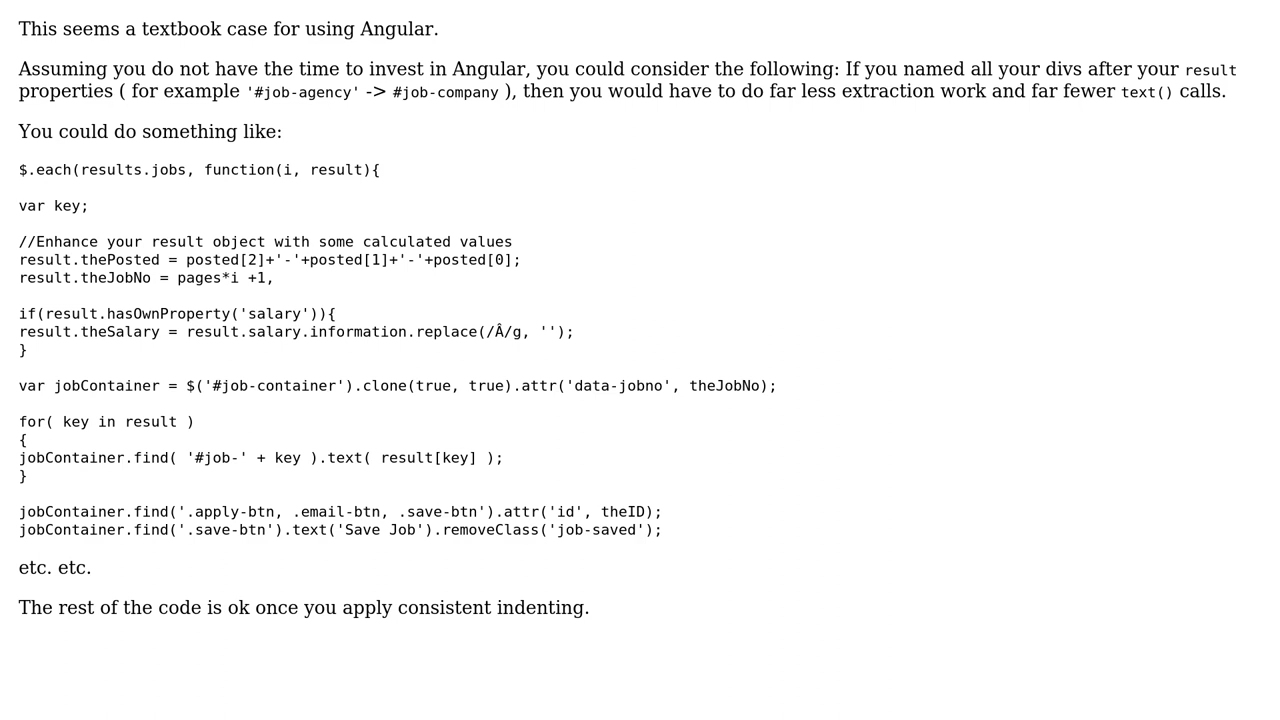 This seems a textbook case for using Angular.
Assuming you do not have the time to invest in Angular, you could consider the following: If you named all your divs after your result
properties ( for example '#job-agency' -> #job-company ), then you would have to do far less extraction work and far fewer text() calls.
You could do something like:
$.each(results.jobs, function(i, result){
var key;
//Enhance your result object with some calculated values
result.thePosted = posted[2]+'-'+posted[1]+'-'+posted[0];
result.theJobNo = pages*i +1,
if(result.hasOwnProperty('salary')){
result.theSalary = result.salary.information.replace(/Â/g, '');
}
var jobContainer = $('#job-container').clone(true, true).attr('data-jobno', theJobNo);
for( key in result )
{
jobContainer.find( '#job-' + key ).text( result[key] );
}
jobContainer.find('.apply-btn, .email-btn, .save-btn').attr('id', theID);
jobContainer.find('.save-btn').text('Save Job').removeClass('job-saved');
etc. etc.
The rest of the code is ok once you apply consistent indenting.